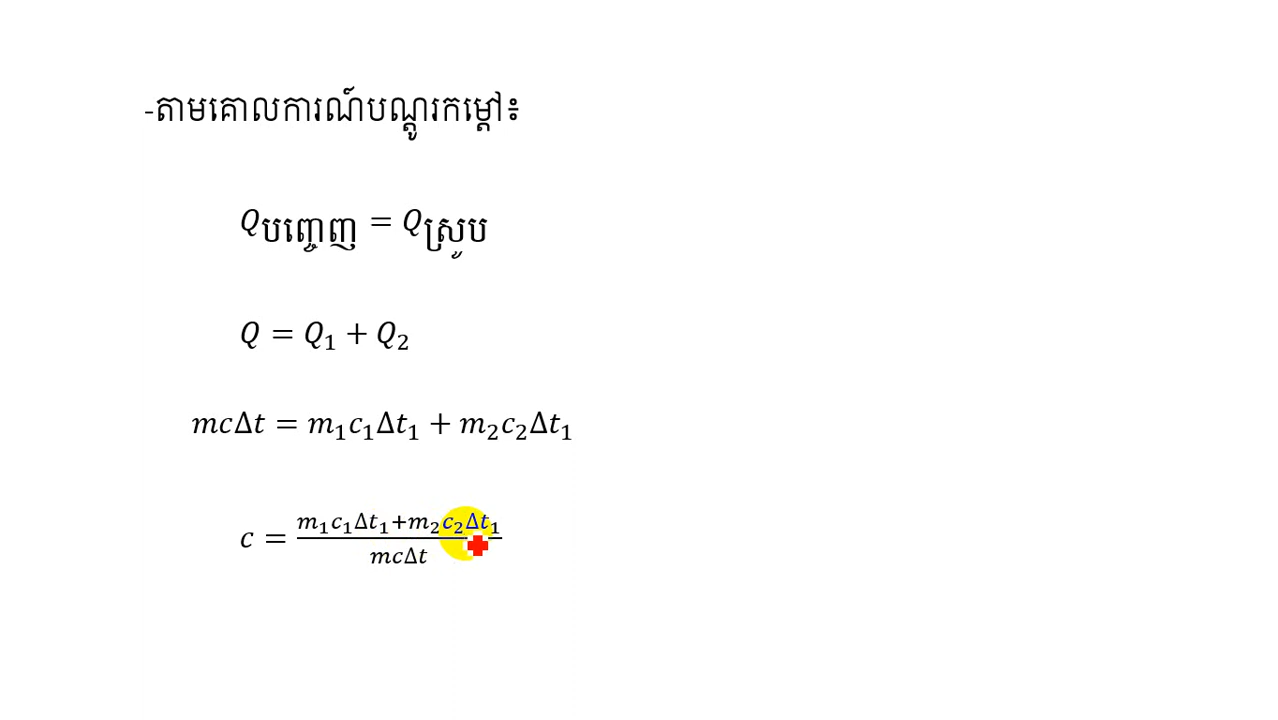 -តាមគោលការណ៍បណ្តូរកម្តៅ៖
Qបញ្ចេញ = Qស្រូប
Q = Q₁ + Q₂
mcΔt = m₁c₁Δt₁ + m₂c₂Δt₁
c = (m₁c₁Δt₁+m₂c₂Δt₁)/(mcΔt)